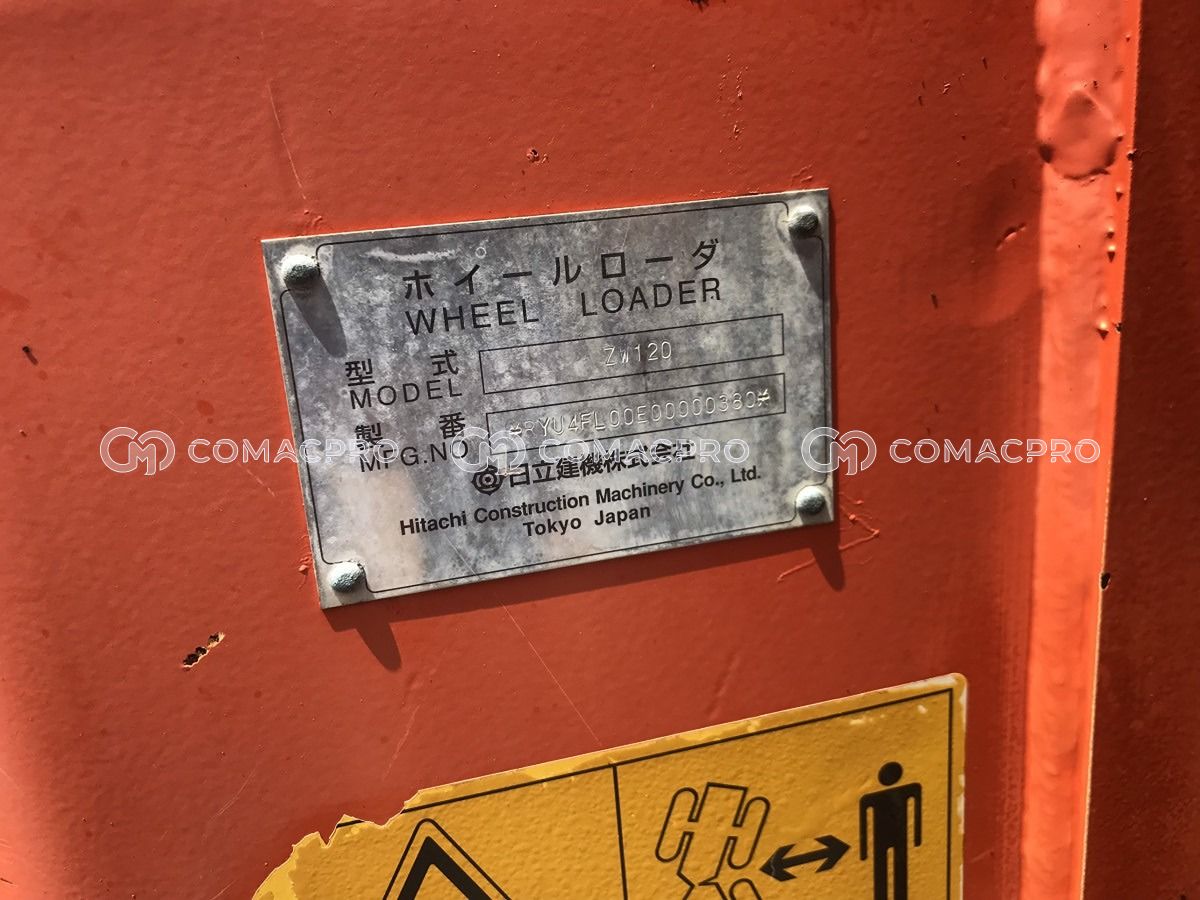 ホイールローダ
WHEEL LOADER
型式 ZW120
MODEL
製番 *RYU4FL00E00000380*
MFG.NO
日立建機株式会社
Hitachi Construction Machinery Co., Ltd.
Tokyo Japan
COMACPRO COMACPRO COMACPRO